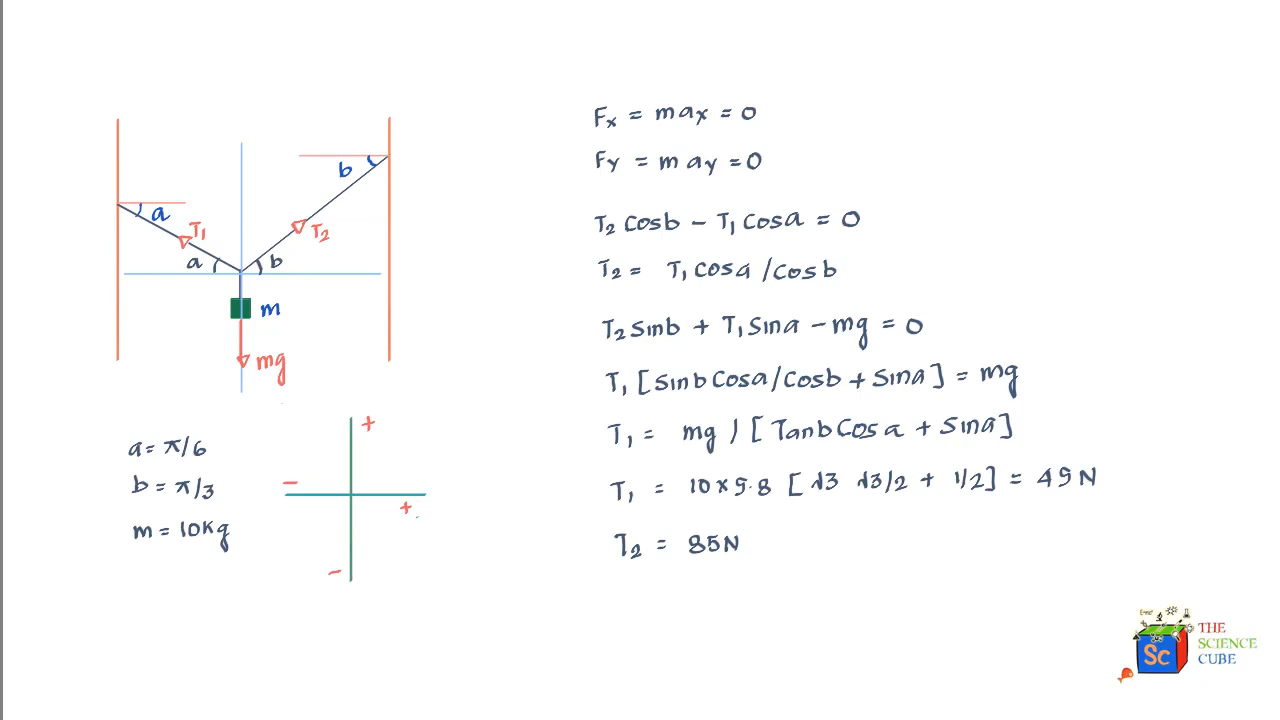 Fx = max = 0
Fy = m ay = 0
T2 Cosb - T1 Cosa = 0
T2 = T1 cosa / cosb
T2 Sinb + T1 Sina - mg = 0
T1 [Sinb Cosa / Cosb + Sina] = mg
T1 = mg / [Tanb Cosa + Sina]
T1 = 10 x 9.8 [√3 √3/2 + 1/2] = 49N
T2 = 85N
b
a
T1
T2
a
b
m
mg
a = π/6
b = π/3
m = 10Kg
+
-
+
-
E=mc²
Sc
THE
SCIENCE
CUBE